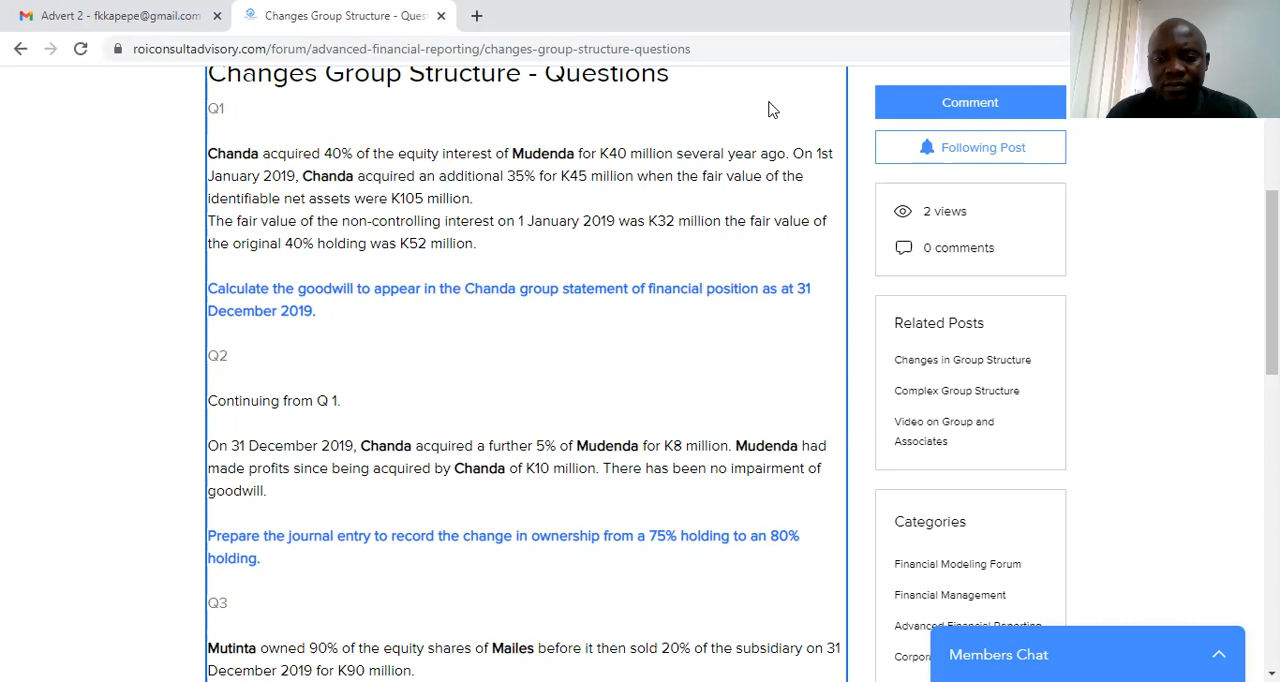 Advert 2 - fkkapepe@gmail.com
Changes Group Structure - Ques
roiconsultadvisory.com/forum/advanced-financial-reporting/changes-group-structure-questions
Changes Group Structure - Questions
Q1
Chanda acquired 40% of the equity interest of Mudenda for K40 million several year ago. On 1st
January 2019, Chanda acquired an additional 35% for K45 million when the fair value of the
identifiable net assets were K105 million.
The fair value of the non-controlling interest on 1 January 2019 was K32 million the fair value of
the original 40% holding was K52 million.
Calculate the goodwill to appear in the Chanda group statement of financial position as at 31
December 2019.
Q2
Continuing from Q 1.
On 31 December 2019, Chanda acquired a further 5% of Mudenda for K8 million. Mudenda had
made profits since being acquired by Chanda of K10 million. There has been no impairment of
goodwill.
Prepare the journal entry to record the change in ownership from a 75% holding to an 80%
holding.
Q3
Mutinta owned 90% of the equity shares of Mailes before it then sold 20% of the subsidiary on 31
December 2019 for K90 million.
Comment
Following Post
2 views
0 comments
Related Posts
Changes in Group Structure
Complex Group Structure
Video on Group and
Associates
Categories
Financial Modeling Forum
Financial Management
Advanced Financial Reporting
Corpor
Members Chat